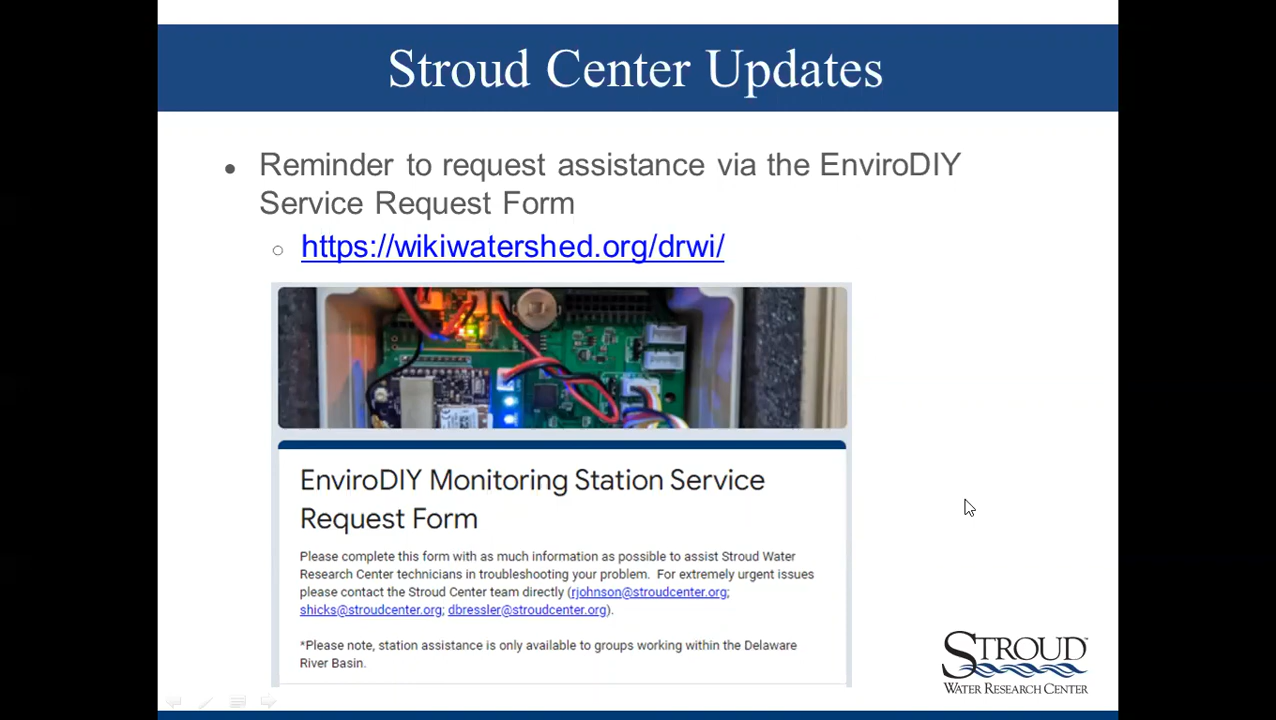 Stroud Center Updates
• Reminder to request assistance via the EnviroDIY
Service Request Form
○ https://wikiwatershed.org/drwi/
EnviroDIY Monitoring Station Service
Request Form
Please complete this form with as much information as possible to assist Stroud Water
Research Center technicians in troubleshooting your problem. For extremely urgent issues
please contact the Stroud Center team directly (rjohnson@stroudcenter.org;
shicks@stroudcenter.org; dbressler@stroudcenter.org).
*Please note, station assistance is only available to groups working within the Delaware
River Basin.
STROUD™
WATER RESEARCH CENTER